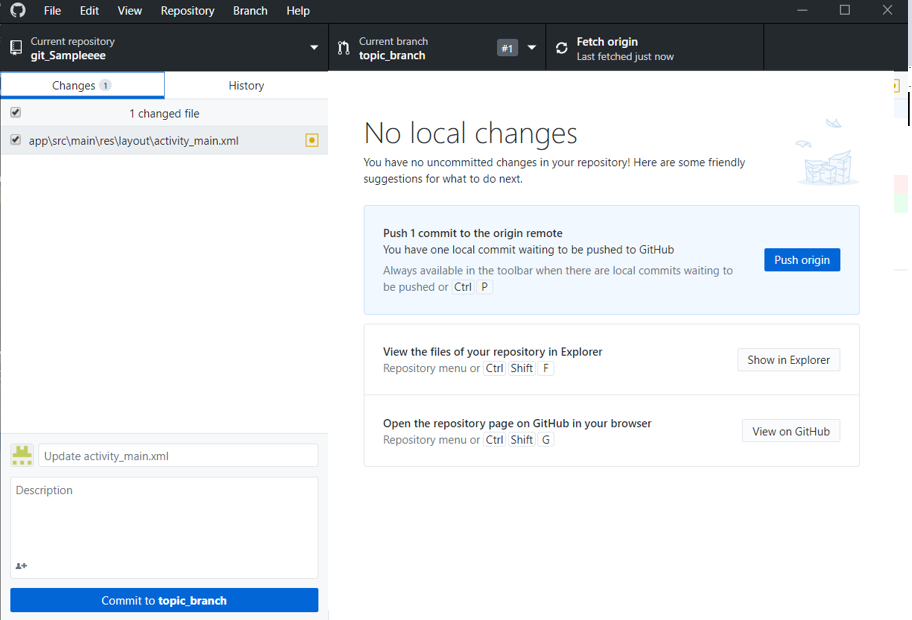 File Edit View Repository Branch Help
Current repository
git_Sampleeee
Current branch
topic_branch
#1
Fetch origin
Last fetched just now
Changes 1
History
1 changed file
app\src\main\res\layout\activity_main.xml
No local changes
You have no uncommitted changes in your repository! Here are some friendly
suggestions for what to do next.
Push 1 commit to the origin remote
You have one local commit waiting to be pushed to GitHub
Always available in the toolbar when there are local commits waiting to
be pushed or Ctrl P
Push origin
View the files of your repository in Explorer
Repository menu or Ctrl Shift F
Show in Explorer
Open the repository page on GitHub in your browser
Repository menu or Ctrl Shift G
View on GitHub
Update activity_main.xml
Description
Commit to topic_branch